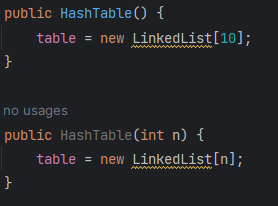 public HashTable() {
    table = new LinkedList[10];
}
no usages
public HashTable(int n) {
    table = new LinkedList[n];
}